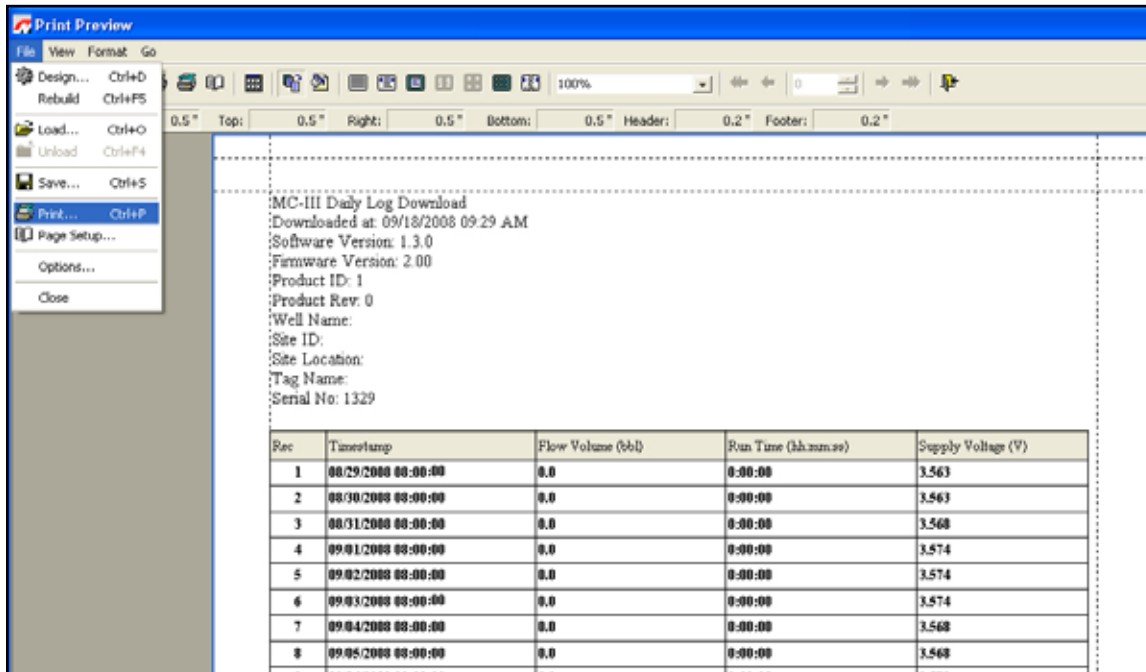 Print Preview
File View Format Go
Design... Ctrl+D
Rebuild Ctrl+F5
Load... Ctrl+O
Unload Ctrl+F4
Save... Ctrl+S
Print... Ctrl+P
Page Setup...
Options...
Close
100% 0
0.5 " Top: 0.5 " Right: 0.5 " Bottom: 0.5 " Header: 0.2 " Footer: 0.2 "
MC-III Daily Log Download
Downloaded at: 09/18/2008 09:29 AM
Software Version: 1.3.0
Firmware Version: 2.00
Product ID: 1
Product Rev: 0
Well Name:
Site ID:
Site Location:
Tag Name:
Serial No: 1329
Rec Timestamp Flow Volume (bbl) Run Time (hh:mm:ss) Supply Voltage (V)
1 08/29/2008 08:00:00 0.0 0:00:00 3.563
2 08/30/2008 08:00:00 0.0 0:00:00 3.563
3 08/31/2008 08:00:00 0.0 0:00:00 3.568
4 09/01/2008 08:00:00 0.0 0:00:00 3.574
5 09/02/2008 08:00:00 0.0 0:00:00 3.574
6 09/03/2008 08:00:00 0.0 0:00:00 3.574
7 09/04/2008 08:00:00 0.0 0:00:00 3.568
8 09/05/2008 08:00:00 0.0 0:00:00 3.568